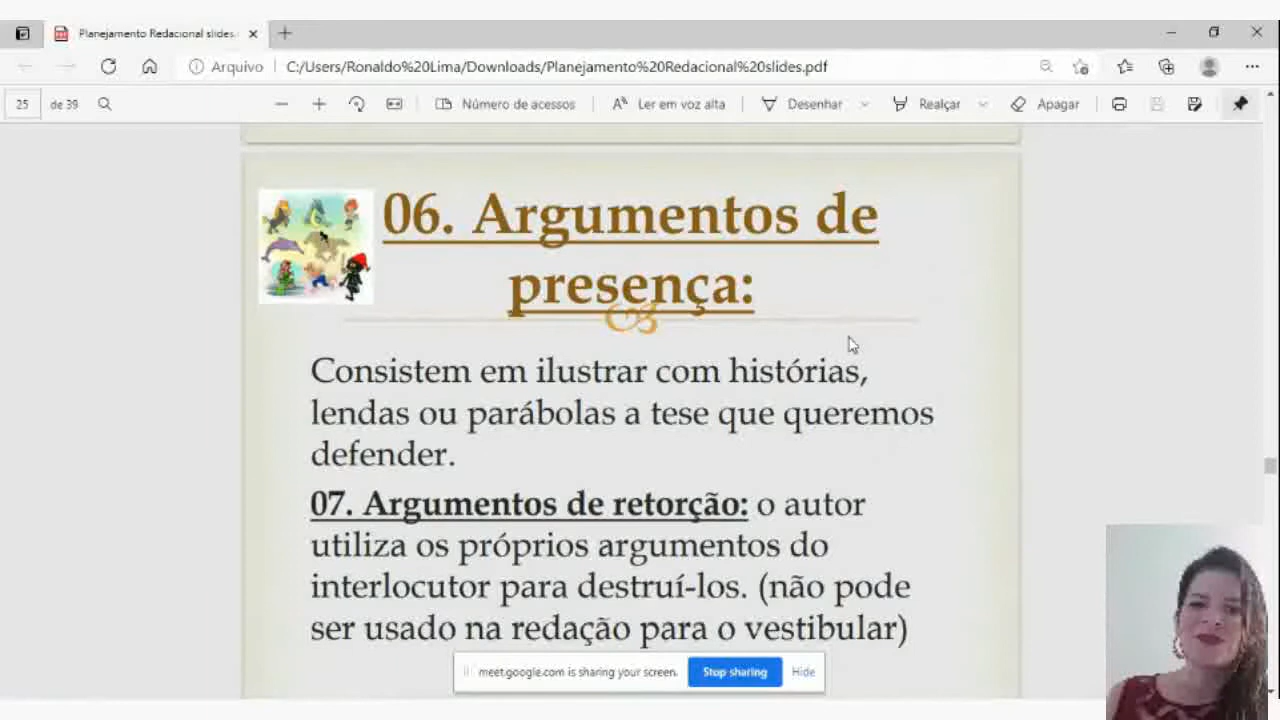 Planejamento Redacional slides.
Arquivo C:/Users/Ronaldo%20Lima/Downloads/Planejamento%20Redacional%20slides.pdf
25 de 39 Número de acessos Ler em voz alta Desenhar Realçar Apagar
06. Argumentos de
presença:
Consistem em ilustrar com histórias,
lendas ou parábolas a tese que queremos
defender.
07. Argumentos de retorção: o autor
utiliza os próprios argumentos do
interlocutor para destruí-los. (não pode
ser usado na redação para o vestibular)
meet.google.com is sharing your screen. Stop sharing Hide